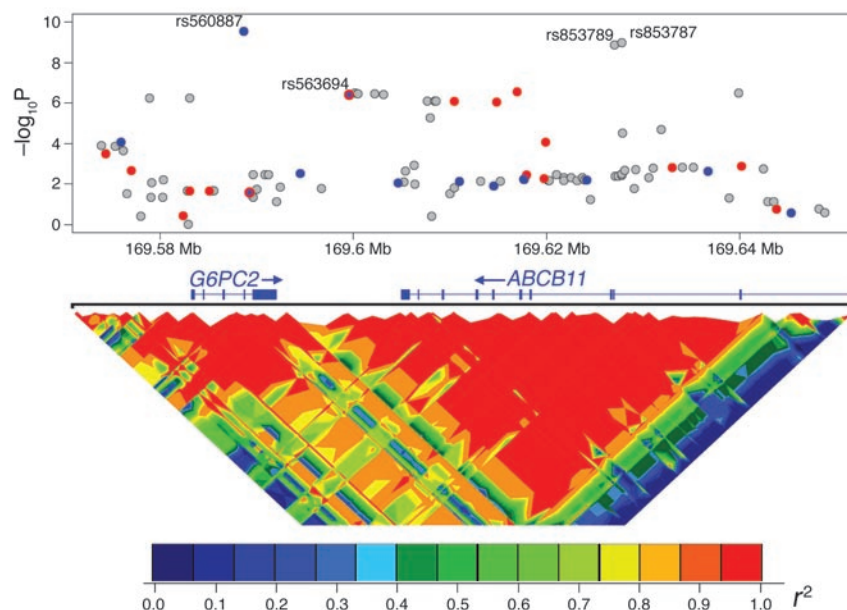 10
rs560887
rs853789 rs853787
8
rs563694
6
4
2
0
–log10P
169.58 Mb 169.6 Mb 169.62 Mb 169.64 Mb
G6PC2→ ←ABCB11
0.0 0.1 0.2 0.3 0.4 0.5 0.6 0.7 0.8 0.9 1.0 r²